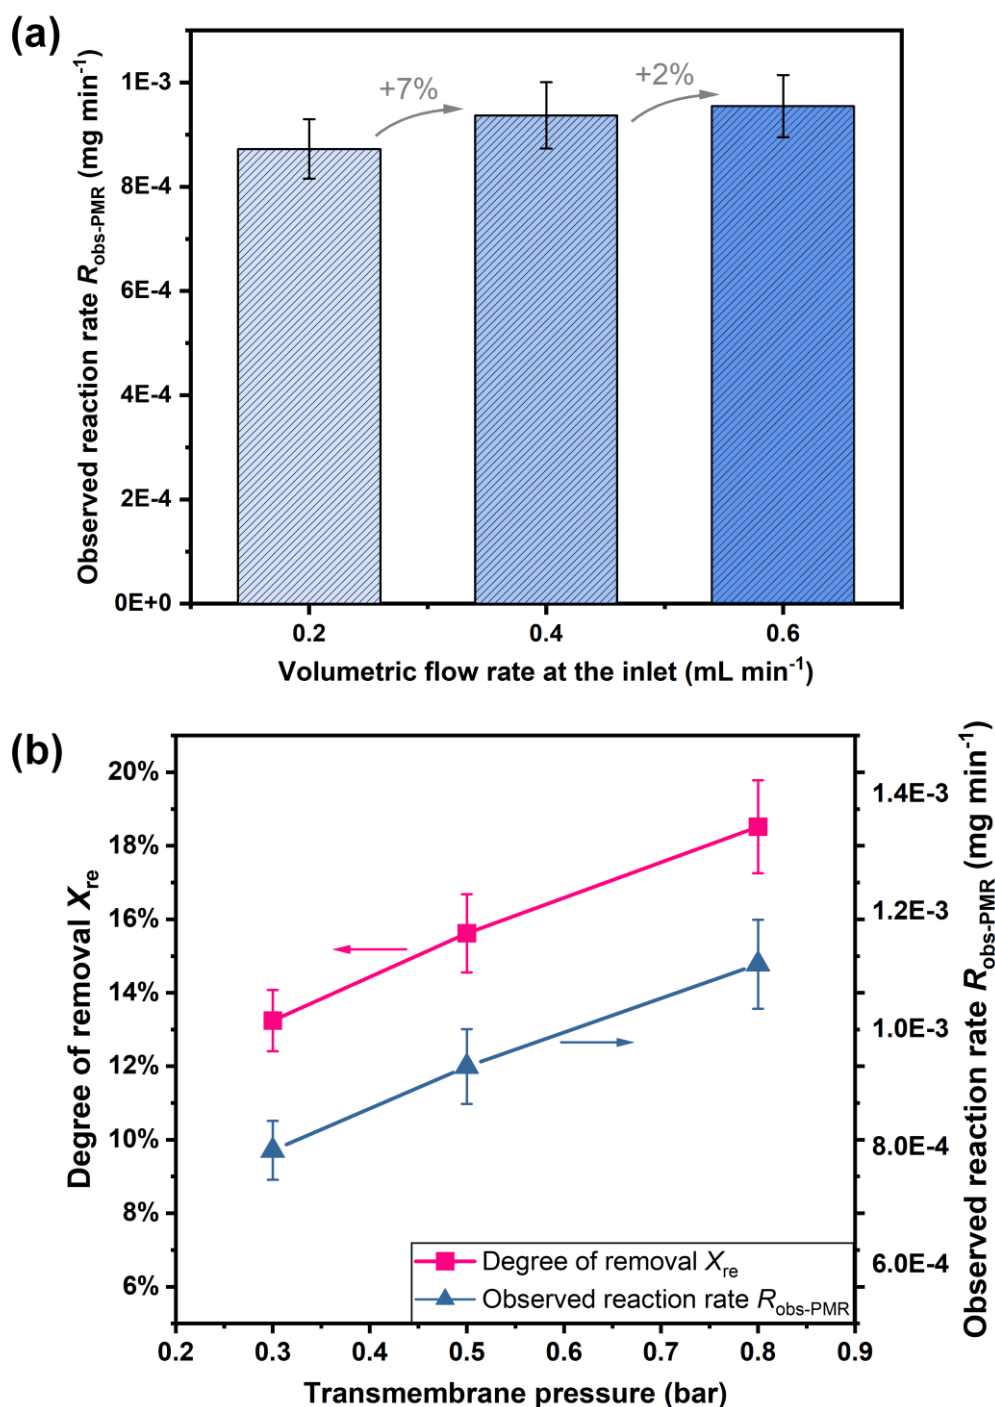 (a)
Observed reaction rate R_obs-PMR (mg min⁻¹)
1E-3
8E-4
6E-4
4E-4
2E-4
0E+0
+7%
+2%
0.2
0.4
0.6
Volumetric flow rate at the inlet (mL min⁻¹)
(b)
Degree of removal X_re
20%
18%
16%
14%
12%
10%
8%
6%
1.4E-3
1.2E-3
1.0E-3
8.0E-4
6.0E-4
Observed reaction rate R_obs-PMR (mg min⁻¹)
Degree of removal X_re
Observed reaction rate R_obs-PMR
0.2
0.3
0.4
0.5
0.6
0.7
0.8
0.9
Transmembrane pressure (bar)